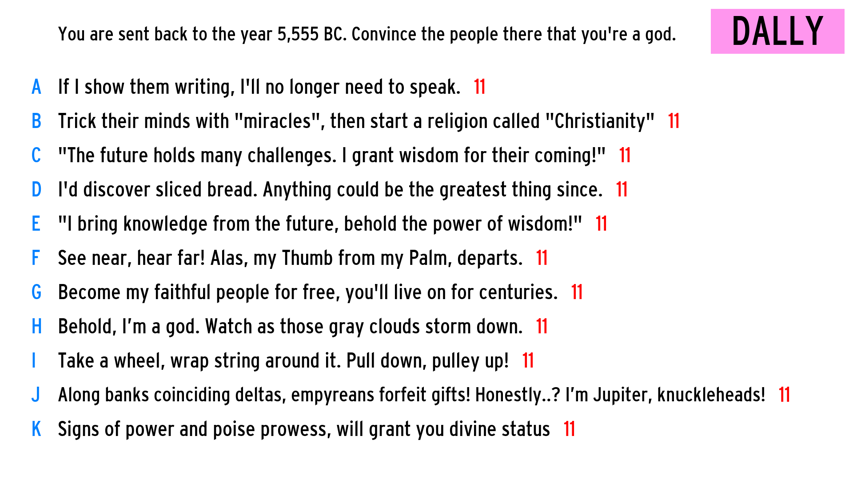 You are sent back to the year 5,555 BC. Convince the people there that you're a god.
DALLY
A If I show them writing, I'll no longer need to speak. 11
B Trick their minds with "miracles", then start a religion called "Christianity" 11
C "The future holds many challenges. I grant wisdom for their coming!" 11
D I'd discover sliced bread. Anything could be the greatest thing since. 11
E "I bring knowledge from the future, behold the power of wisdom!" 11
F See near, hear far! Alas, my Thumb from my Palm, departs. 11
G Become my faithful people for free, you'll live on for centuries. 11
H Behold, I’m a god. Watch as those gray clouds storm down. 11
I Take a wheel, wrap string around it. Pull down, pulley up! 11
J Along banks coinciding deltas, empyreans forfeit gifts! Honestly..? I’m Jupiter, knuckleheads! 11
K Signs of power and poise prowess, will grant you divine status 11